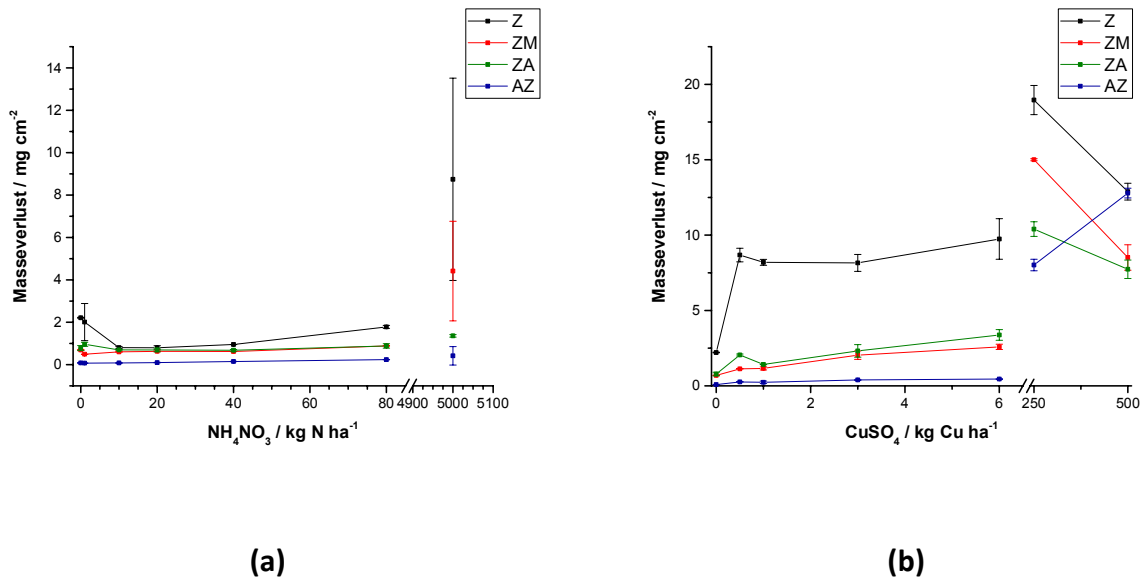 Z
ZM
ZA
AZ
14
12
10
8
6
4
2
0
Masseverlust / mg cm⁻²
0 20 40 60 80 4900 5000 5100
NH₄NO₃ / kg N ha⁻¹
(a)
Z
ZM
ZA
AZ
20
15
10
5
0
Masseverlust / mg cm⁻²
0 2 4 6 250 500
CuSO₄ / kg Cu ha⁻¹
(b)